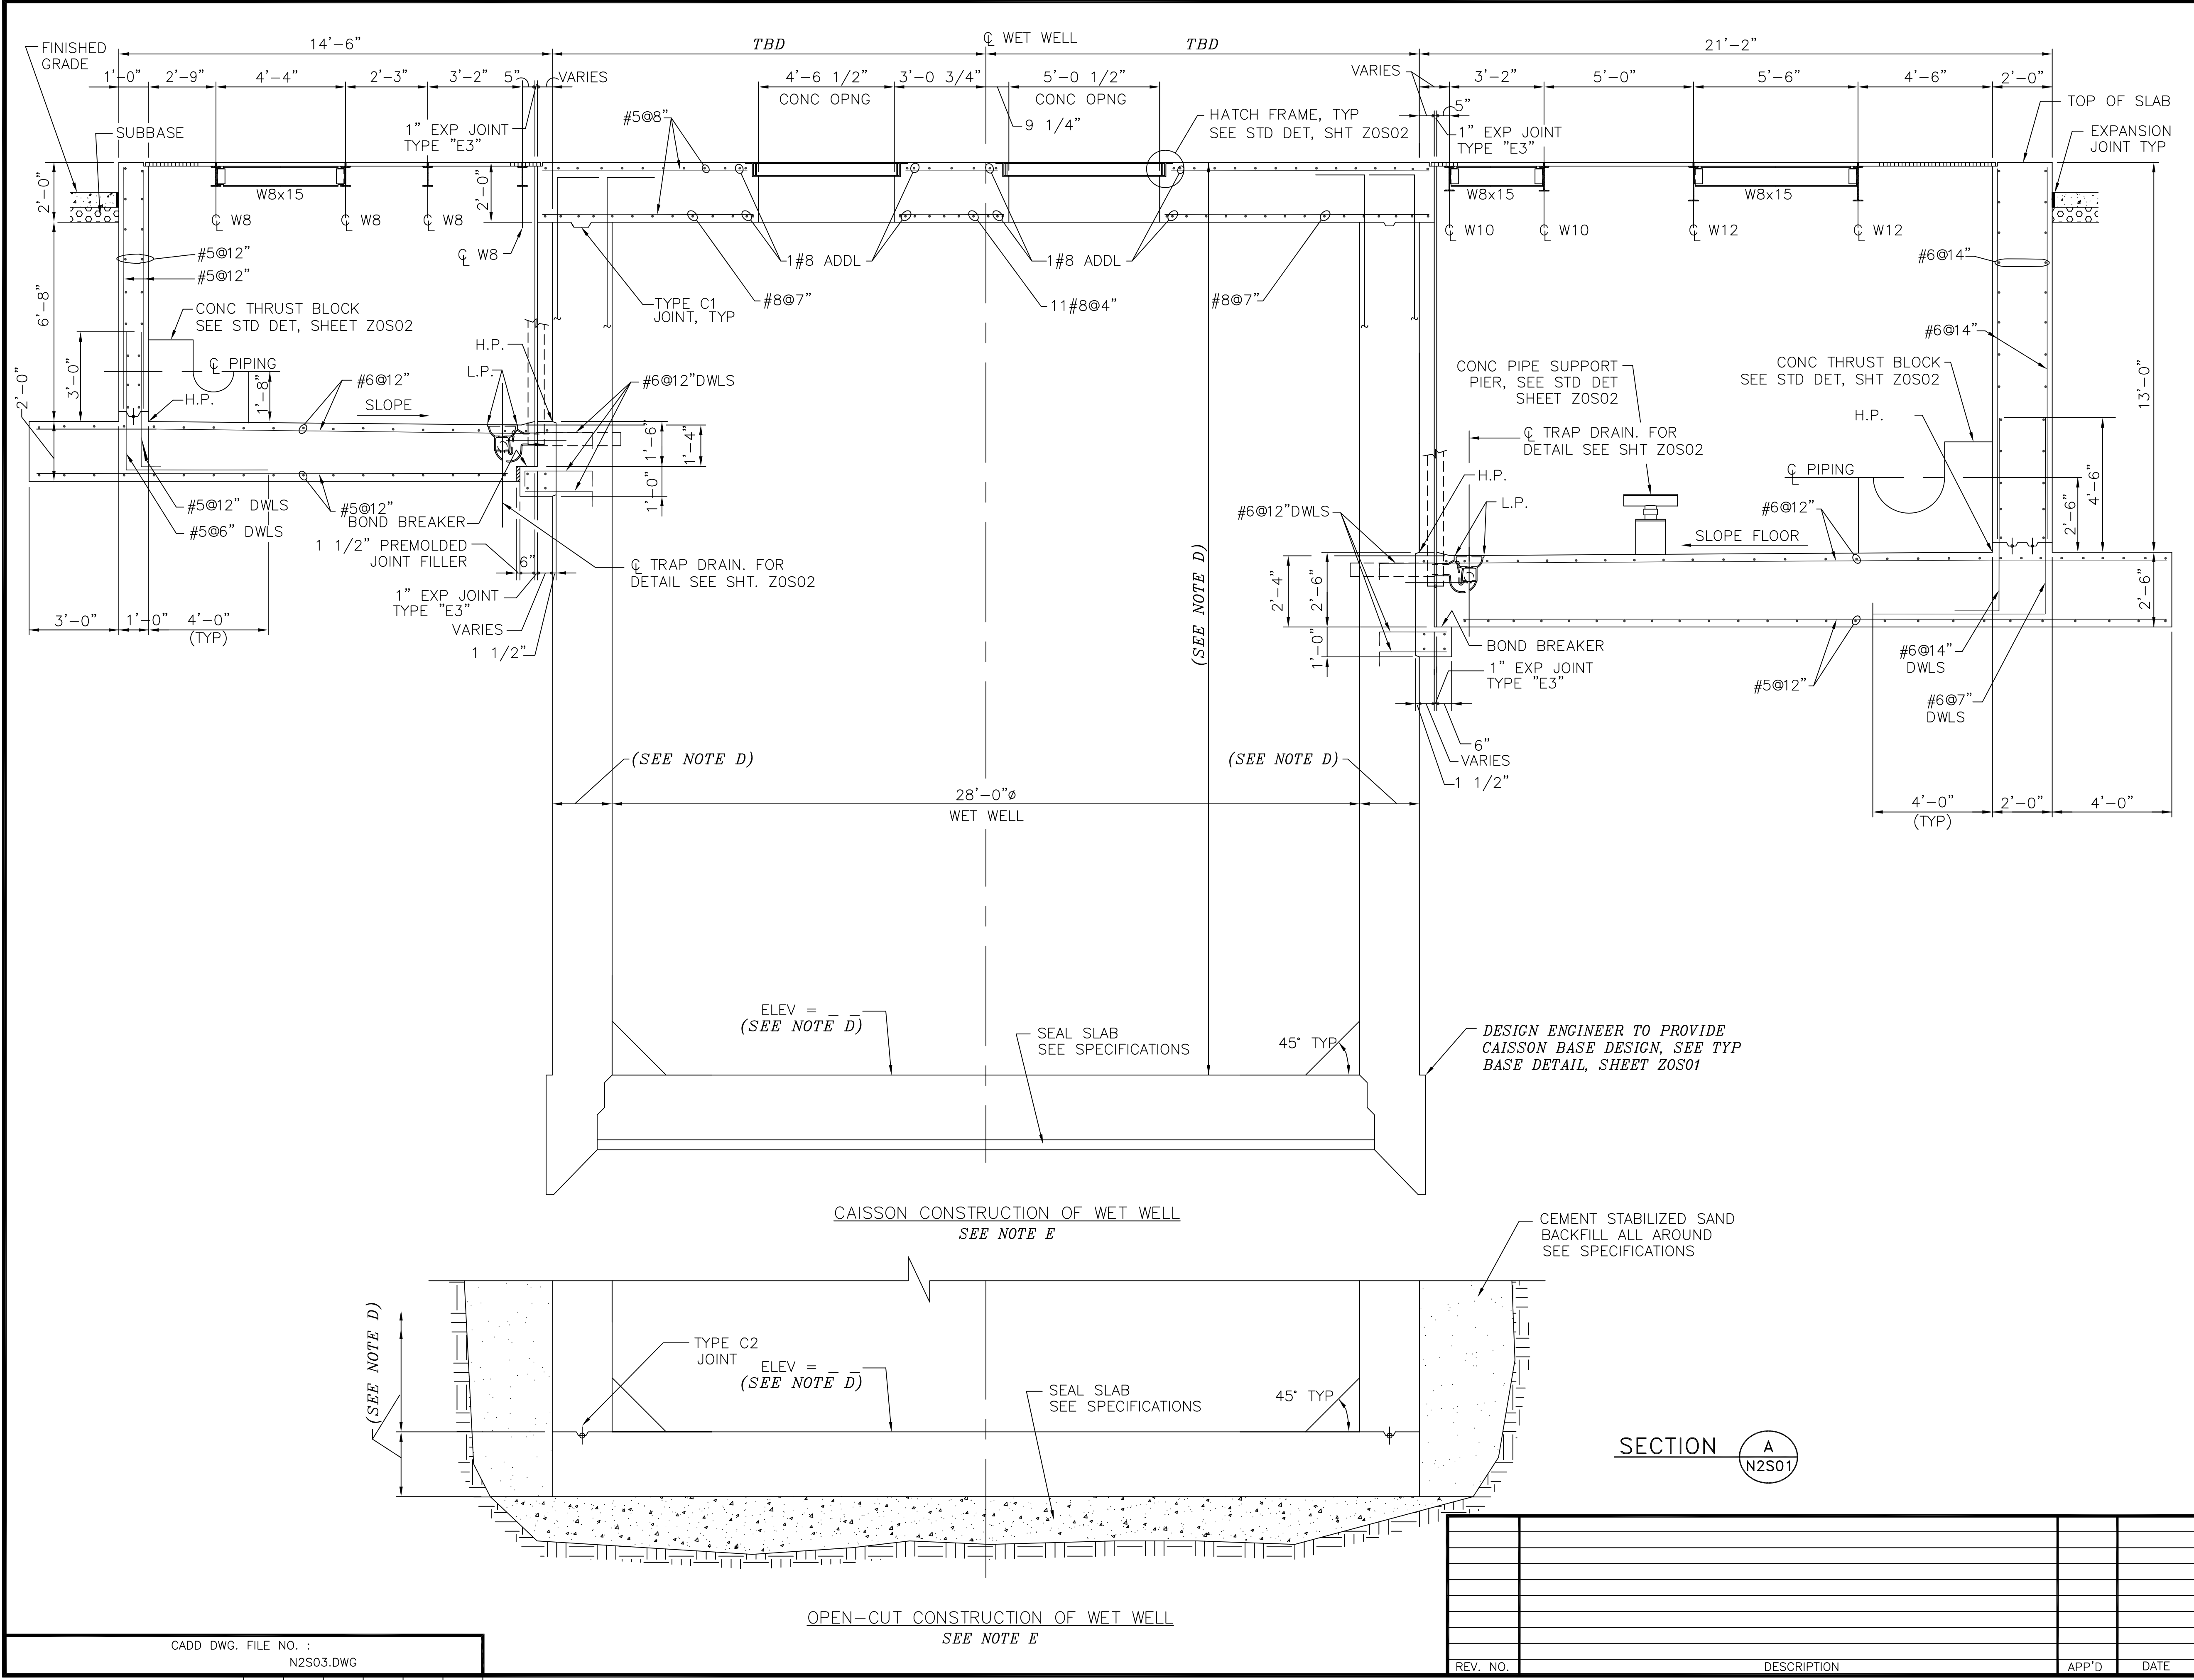 FINISHED
GRADE
14'-6"
TBD
℄ WET WELL
TBD
21'-2"
1'-0"
2'-9"
4'-4"
2'-3"
3'-2"
5"
VARIES
4'-6 1/2"
CONC OPNG
3'-0 3/4"
5'-0 1/2"
CONC OPNG
9 1/4"
VARIES
3'-2"
5'-0"
5'-6"
4'-6"
2'-0"
5"
TOP OF SLAB
SUBBASE
1" EXP JOINT
TYPE "E3"
#5@8"
HATCH FRAME, TYP
SEE STD DET, SHT Z0S02
1" EXP JOINT
TYPE "E3"
EXPANSION
JOINT TYP
2'-0"
W8x15
2'-0"
W8x15
W8x15
℄ W8
℄ W8
℄ W8
℄ W8
℄ W10
℄ W10
℄ W12
℄ W12
#5@12"
#5@12"
1#8 ADDL
1#8 ADDL
#6@14"
6'-8"
TYPE C1
JOINT, TYP
#8@7"
11#8@4"
#8@7"
CONC THRUST BLOCK
SEE STD DET, SHEET Z0S02
#6@14"
H.P.
2'-0"
3'-0"
℄ PIPING
1'-8"
H.P.
#6@12"
SLOPE
L.P.
#6@12"DWLS
CONC PIPE SUPPORT
PIER, SEE STD DET
SHEET Z0S02
CONC THRUST BLOCK
SEE STD DET, SHT Z0S02
13'-0"
H.P.
1'-6"
1'-4"
1'-0"
℄ TRAP DRAIN. FOR
DETAIL SEE SHT Z0S02
H.P.
L.P.
℄ PIPING
4'-6"
2'-6"
#5@12" DWLS
#5@6" DWLS
#5@12"
BOND BREAKER
1 1/2" PREMOLDED
JOINT FILLER
6"
℄ TRAP DRAIN. FOR
DETAIL SEE SHT. Z0S02
1" EXP JOINT
TYPE "E3"
VARIES
1 1/2"
#6@12"DWLS
#6@12"
SLOPE FLOOR
(SEE NOTE D)
2'-4"
2'-6"
1'-0"
2'-6"
3'-0"
1'-0"
4'-0"
(TYP)
BOND BREAKER
1" EXP JOINT
TYPE "E3"
#5@12"
#6@14"
DWLS
#6@7"
DWLS
6"
VARIES
1 1/2"
(SEE NOTE D)
(SEE NOTE D)
28'-0"ø
WET WELL
4'-0"
(TYP)
2'-0"
4'-0"
ELEV = _ _
(SEE NOTE D)
SEAL SLAB
SEE SPECIFICATIONS
45° TYP
DESIGN ENGINEER TO PROVIDE
CAISSON BASE DESIGN, SEE TYP
BASE DETAIL, SHEET Z0S01
CAISSON CONSTRUCTION OF WET WELL
SEE NOTE E
CEMENT STABILIZED SAND
BACKFILL ALL AROUND
SEE SPECIFICATIONS
(SEE NOTE D)
TYPE C2
JOINT
ELEV = _ _
(SEE NOTE D)
SEAL SLAB
SEE SPECIFICATIONS
45° TYP
SECTION
A
N2S01
OPEN-CUT CONSTRUCTION OF WET WELL
SEE NOTE E
CADD DWG. FILE NO. :
N2S03.DWG
REV. NO.
DESCRIPTION
APP'D
DATE